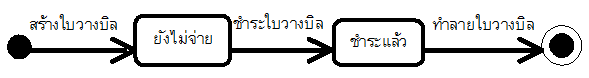 สร้างใบวางบิล
ยังไม่จ่าย
ชำระใบวางบิล
ชำระแล้ว
ทำลายใบวางบิล